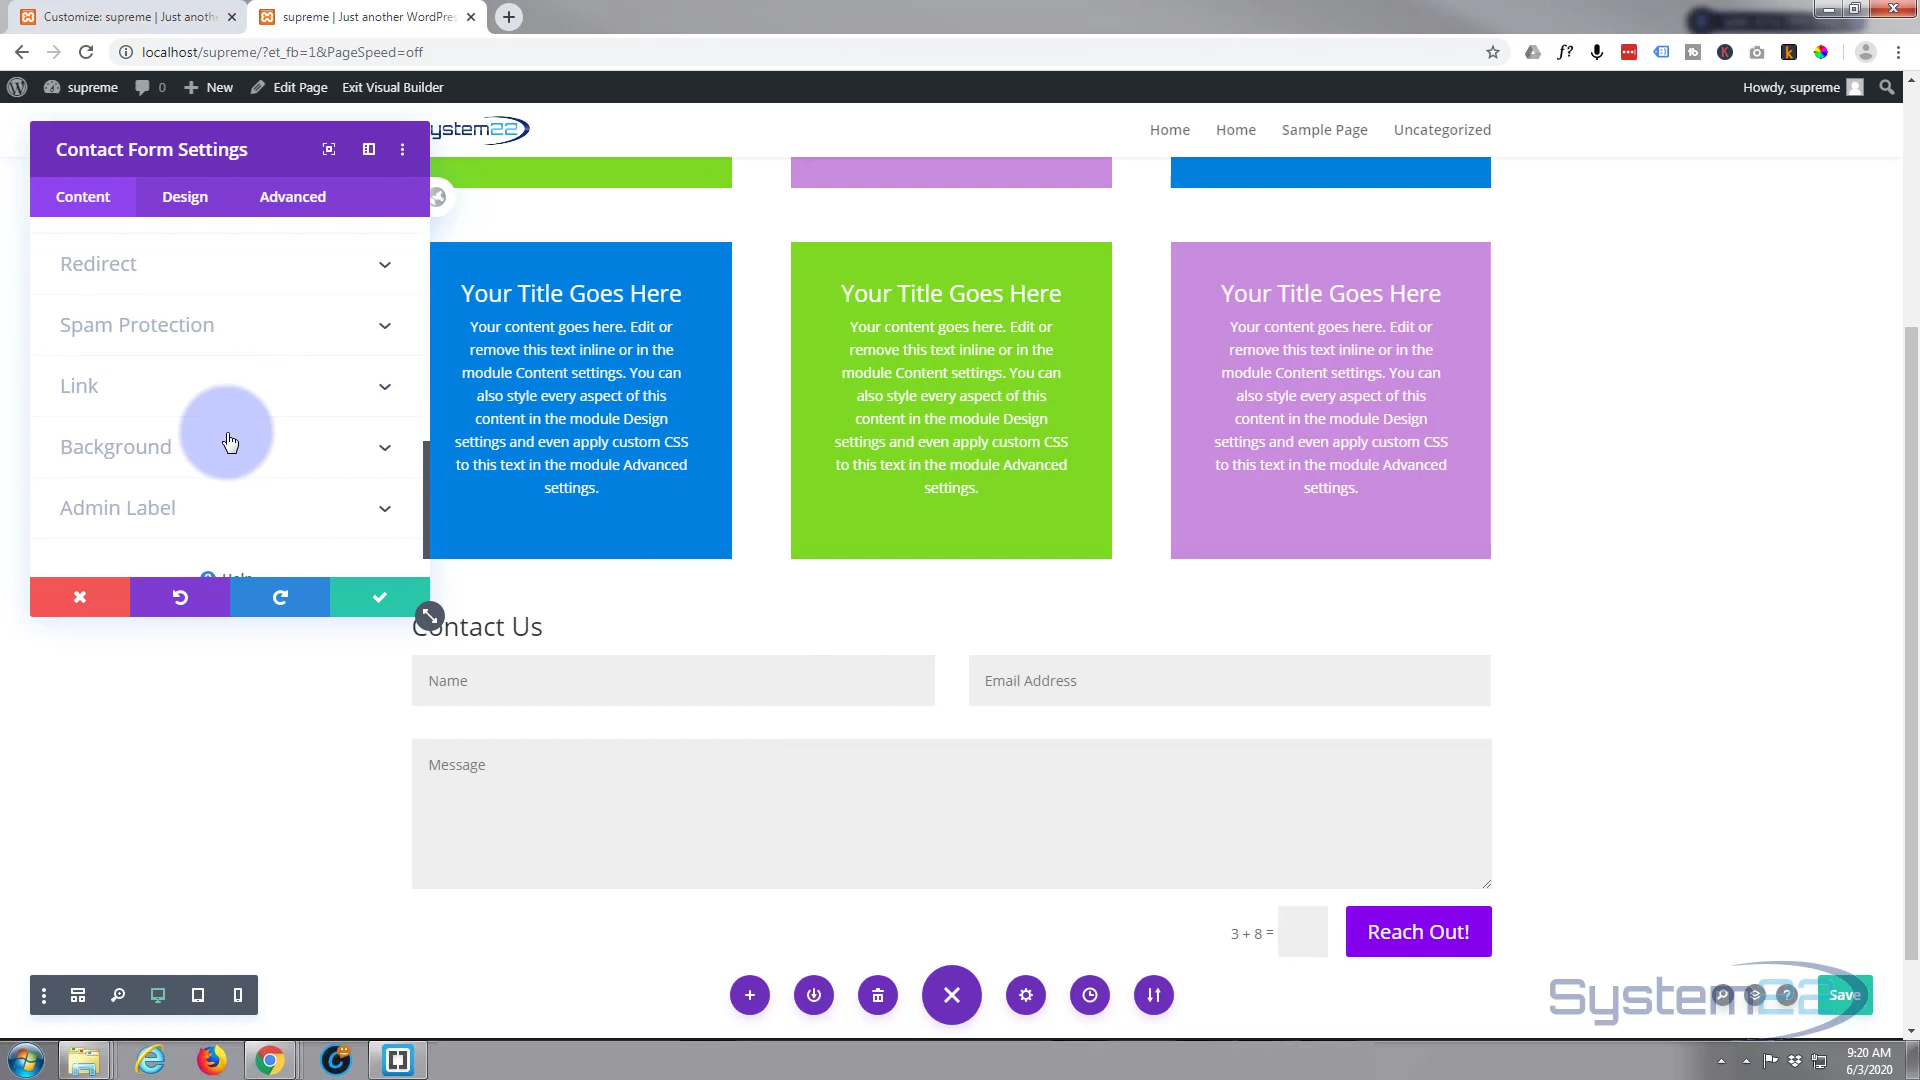 Customize: supreme | Just anoth
supreme | Just another WordPres
localhost/supreme/?et_fb=1&PageSpeed=off
supreme
0
New
Edit Page
Exit Visual Builder
Howdy, supreme
ystem22
Home
Home
Sample Page
Uncategorized
Contact Form Settings
Content
Design
Advanced
Redirect
Spam Protection
Link
Background
Admin Label
Help
Your Title Goes Here
Your content goes here. Edit or
remove this text inline or in the
module Content settings. You can
also style every aspect of this
content in the module Design
settings and even apply custom CSS
to this text in the module Advanced
settings.
Your Title Goes Here
Your content goes here. Edit or
remove this text inline or in the
module Content settings. You can
also style every aspect of this
content in the module Design
settings and even apply custom CSS
to this text in the module Advanced
settings.
Your Title Goes Here
Your content goes here. Edit or
remove this text inline or in the
module Content settings. You can
also style every aspect of this
content in the module Design
settings and even apply custom CSS
to this text in the module Advanced
settings.
Contact Us
Name
Email Address
Message
3 + 8 =
Reach Out!
System22
Save
9:20 AM
6/3/2020